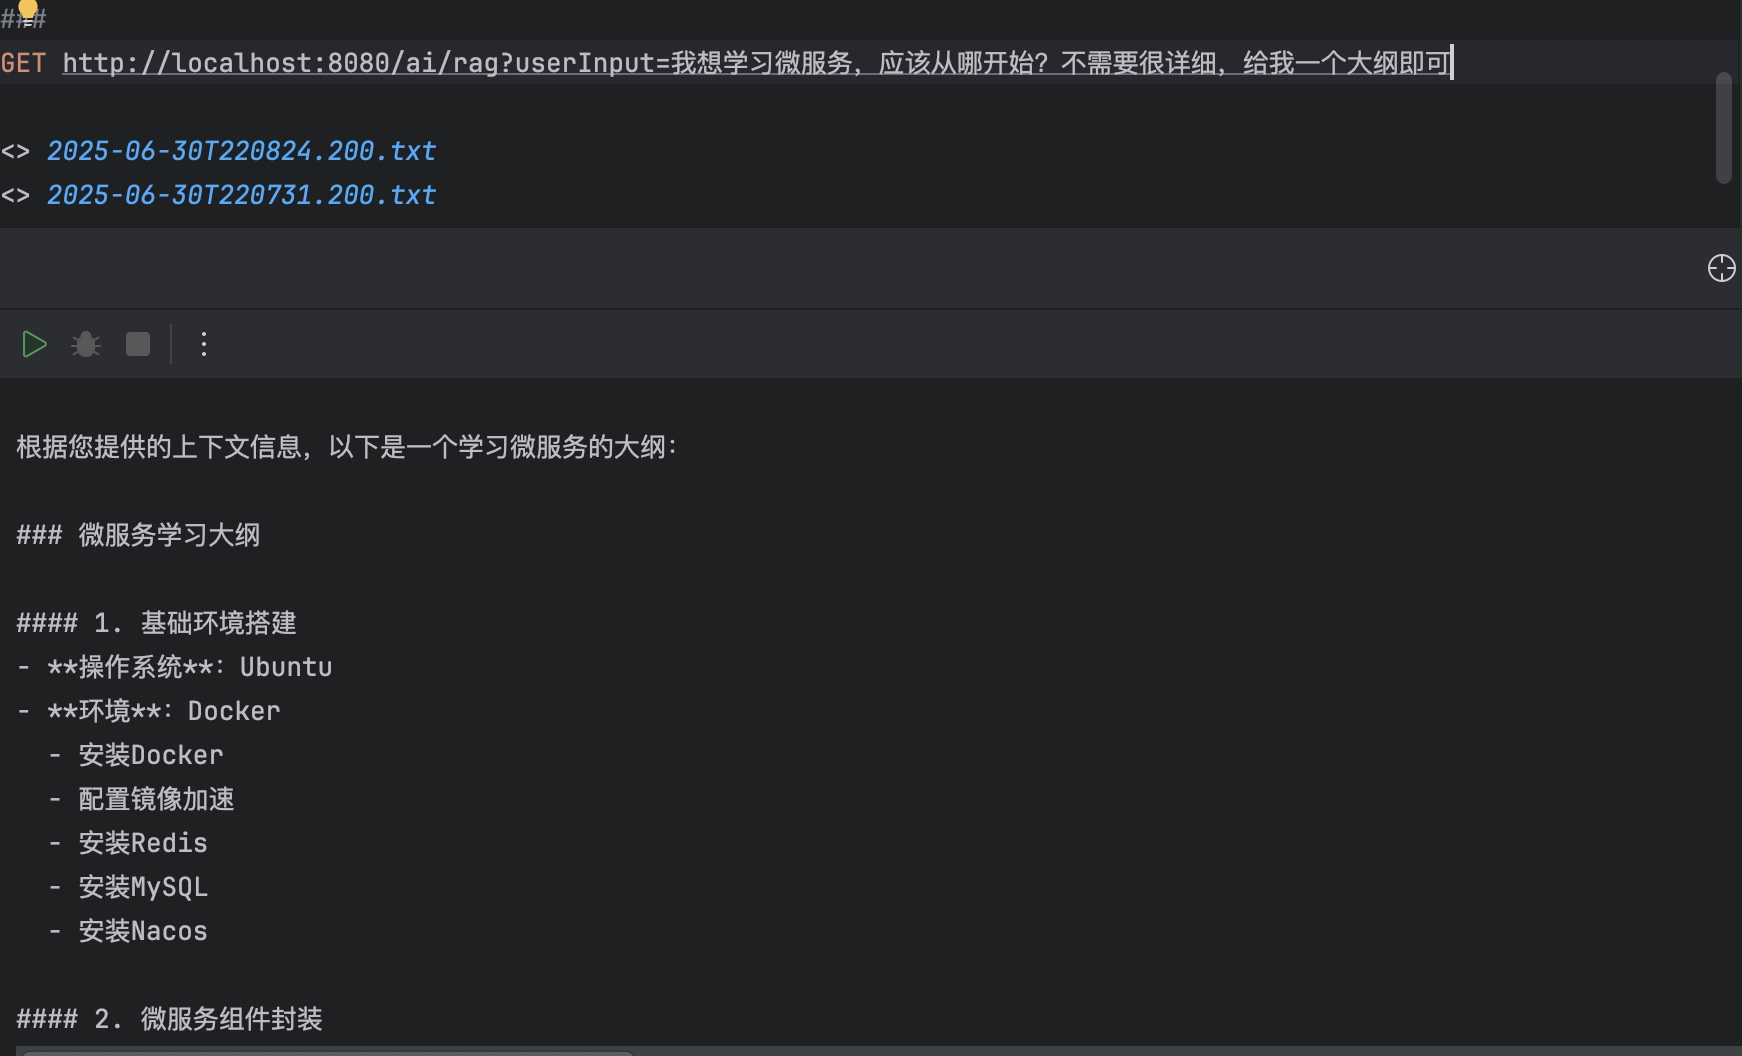 ###
GET http://localhost:8080/ai/rag?userInput=我想学习微服务，应该从哪开始？不需要很详细，给我一个大纲即可
<> 2025-06-30T220824.200.txt
<> 2025-06-30T220731.200.txt
根据您提供的上下文信息，以下是一个学习微服务的大纲：
### 微服务学习大纲
#### 1. 基础环境搭建
- **操作系统**：Ubuntu
- **环境**：Docker
  - 安装Docker
  - 配置镜像加速
  - 安装Redis
  - 安装MySQL
  - 安装Nacos
#### 2. 微服务组件封装